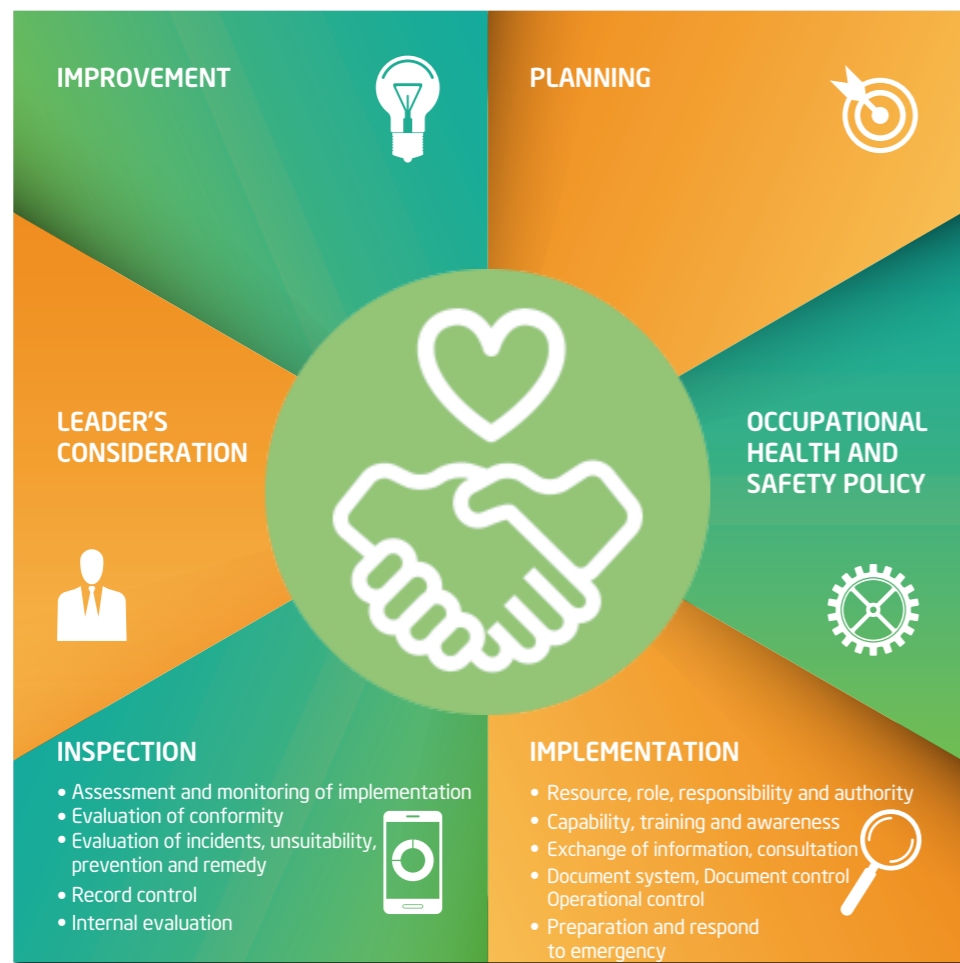 IMPROVEMENT
PLANNING
LEADER'S
CONSIDERATION
OCCUPATIONAL
HEALTH AND
SAFETY POLICY
INSPECTION
• Assessment and monitoring of implementation
• Evaluation of conformity
• Evaluation of incidents, unsuitability,
prevention and remedy
• Record control
• Internal evaluation
IMPLEMENTATION
• Resource, role, responsibility and authority
• Capability, training and awareness
• Exchange of information, consultation
• Document system, Document control
Operational control
• Preparation and respond
to emergency